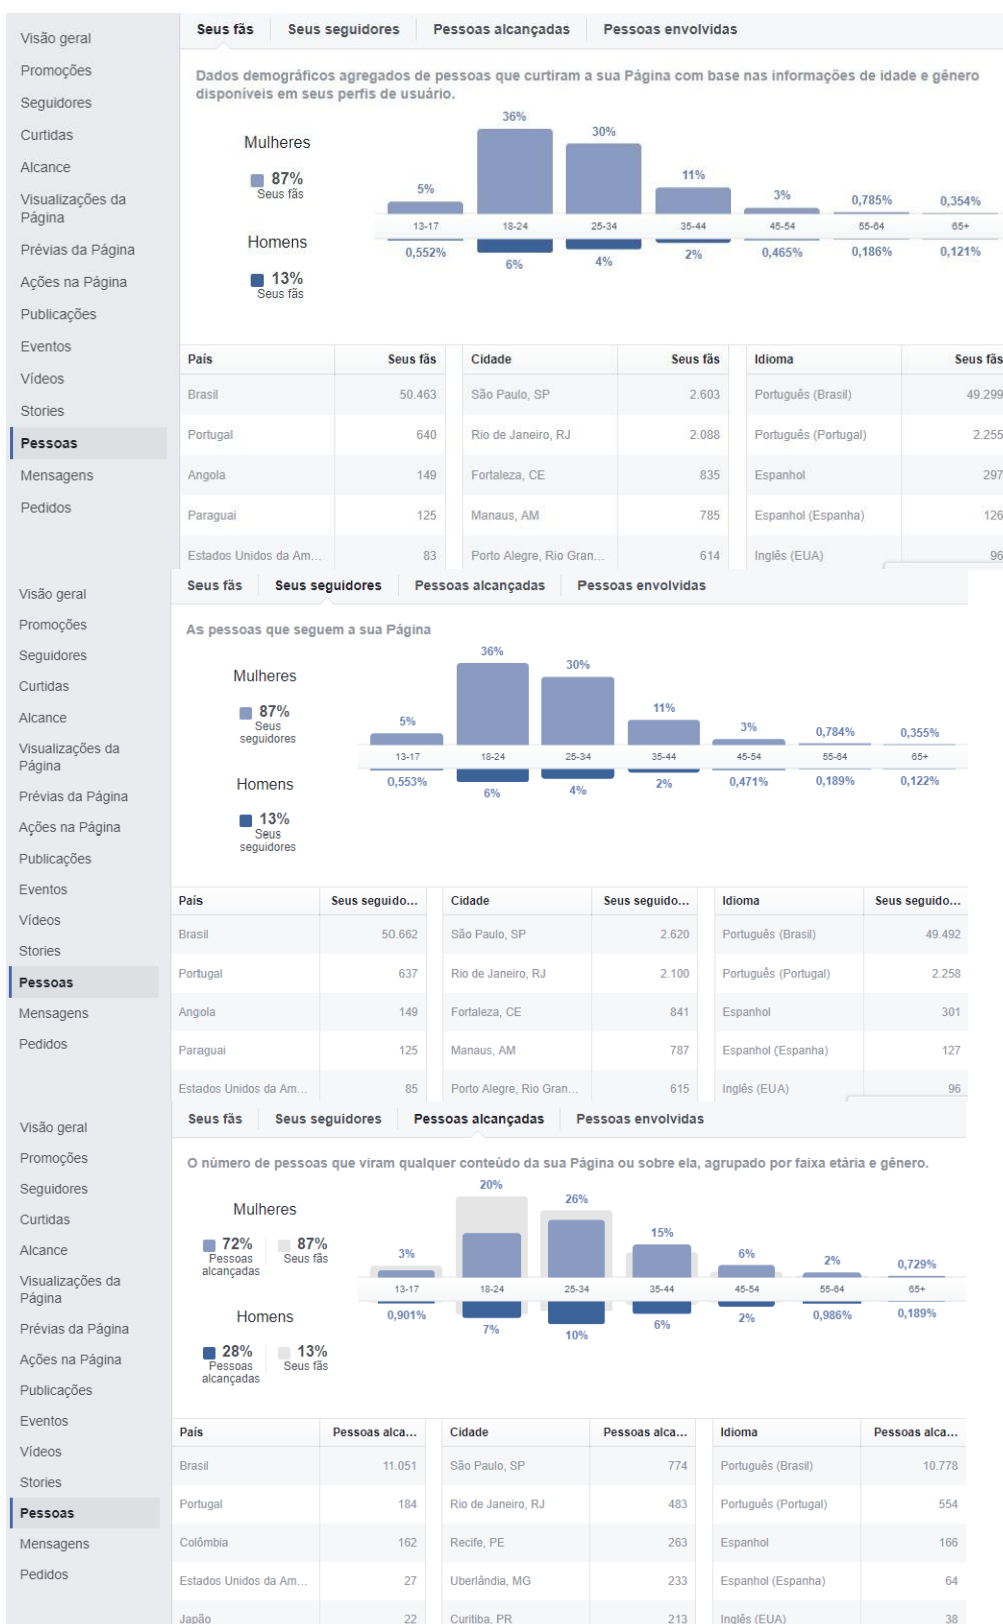 Visão geral
Promoções
Seguidores
Curtidas
Alcance
Visualizações da
Página
Prévias da Página
Ações na Página
Publicações
Eventos
Vídeos
Stories
Pessoas
Mensagens
Pedidos
Seus fãs Seus seguidores Pessoas alcançadas Pessoas envolvidas
Dados demográficos agregados de pessoas que curtiram a sua Página com base nas informações de idade e gênero
disponíveis em seus perfis de usuário.
Mulheres
87%
Seus fãs
Homens
13%
Seus fãs
5% 36% 30% 11% 3% 0,785% 0,354%
13-17 18-24 25-34 35-44 45-54 55-64 65+
0,552% 6% 4% 2% 0,465% 0,186% 0,121%
País Seus fãs Cidade Seus fãs Idioma Seus fãs
Brasil 50.463 São Paulo, SP 2.603 Português (Brasil) 49.299
Portugal 640 Rio de Janeiro, RJ 2.088 Português (Portugal) 2.255
Angola 149 Fortaleza, CE 835 Espanhol 297
Paraguai 125 Manaus, AM 785 Espanhol (Espanha) 126
Estados Unidos da Am... 83 Porto Alegre, Rio Gran... 614 Inglês (EUA) 96
Visão geral
Promoções
Seguidores
Curtidas
Alcance
Visualizações da
Página
Prévias da Página
Ações na Página
Publicações
Eventos
Vídeos
Stories
Pessoas
Mensagens
Pedidos
Seus fãs Seus seguidores Pessoas alcançadas Pessoas envolvidas
As pessoas que seguem a sua Página
Mulheres
87%
Seus
seguidores
Homens
13%
Seus
seguidores
5% 36% 30% 11% 3% 0,784% 0,355%
13-17 18-24 25-34 35-44 45-54 55-64 65+
0,553% 6% 4% 2% 0,471% 0,189% 0,122%
País Seus seguido... Cidade Seus seguido... Idioma Seus seguido...
Brasil 50.662 São Paulo, SP 2.620 Português (Brasil) 49.492
Portugal 637 Rio de Janeiro, RJ 2.100 Português (Portugal) 2.258
Angola 149 Fortaleza, CE 841 Espanhol 301
Paraguai 125 Manaus, AM 787 Espanhol (Espanha) 127
Estados Unidos da Am... 85 Porto Alegre, Rio Gran... 615 Inglês (EUA) 96
Visão geral
Promoções
Seguidores
Curtidas
Alcance
Visualizações da
Página
Prévias da Página
Ações na Página
Publicações
Eventos
Vídeos
Stories
Pessoas
Mensagens
Pedidos
Seus fãs Seus seguidores Pessoas alcançadas Pessoas envolvidas
O número de pessoas que viram qualquer conteúdo da sua Página ou sobre ela, agrupado por faixa etária e gênero.
Mulheres
72% 87%
Pessoas Seus fãs
alcançadas
Homens
28% 13%
Pessoas Seus fãs
alcançadas
3% 20% 26% 15% 6% 2% 0,729%
13-17 18-24 25-34 35-44 45-54 55-64 65+
0,901% 7% 10% 6% 2% 0,986% 0,189%
País Pessoas alca... Cidade Pessoas alca... Idioma Pessoas alca...
Brasil 11.051 São Paulo, SP 774 Português (Brasil) 10.778
Portugal 184 Rio de Janeiro, RJ 483 Português (Portugal) 554
Colômbia 162 Recife, PE 263 Espanhol 166
Estados Unidos da Am... 27 Uberlândia, MG 233 Espanhol (Espanha) 64
Japão 22 Curitiba, PR 213 Inglês (EUA) 38